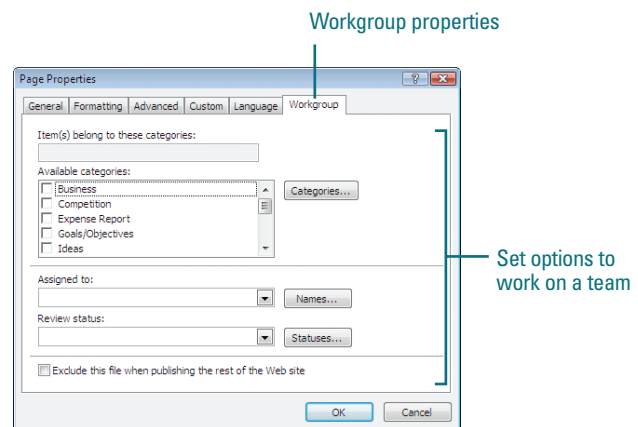 Workgroup properties
Page Properties
General Formatting Advanced Custom Language Workgroup
Item(s) belong to these categories:
Available categories:
Business
Categories...
Competition
Expense Report
Goals/Objectives
Ideas
Set options to
work on a team
Assigned to:
Names...
Review status:
Statuses...
Exclude this file when publishing the rest of the Web site
OK Cancel